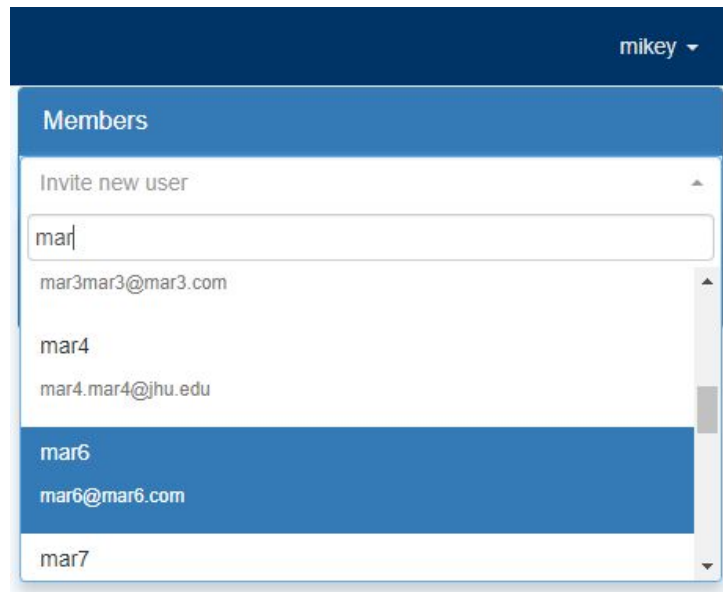 mikey
Members
Invite new user
mar
mar3mar3@mar3.com
mar4
mar4.mar4@jhu.edu
mar6
mar6@mar6.com
mar7